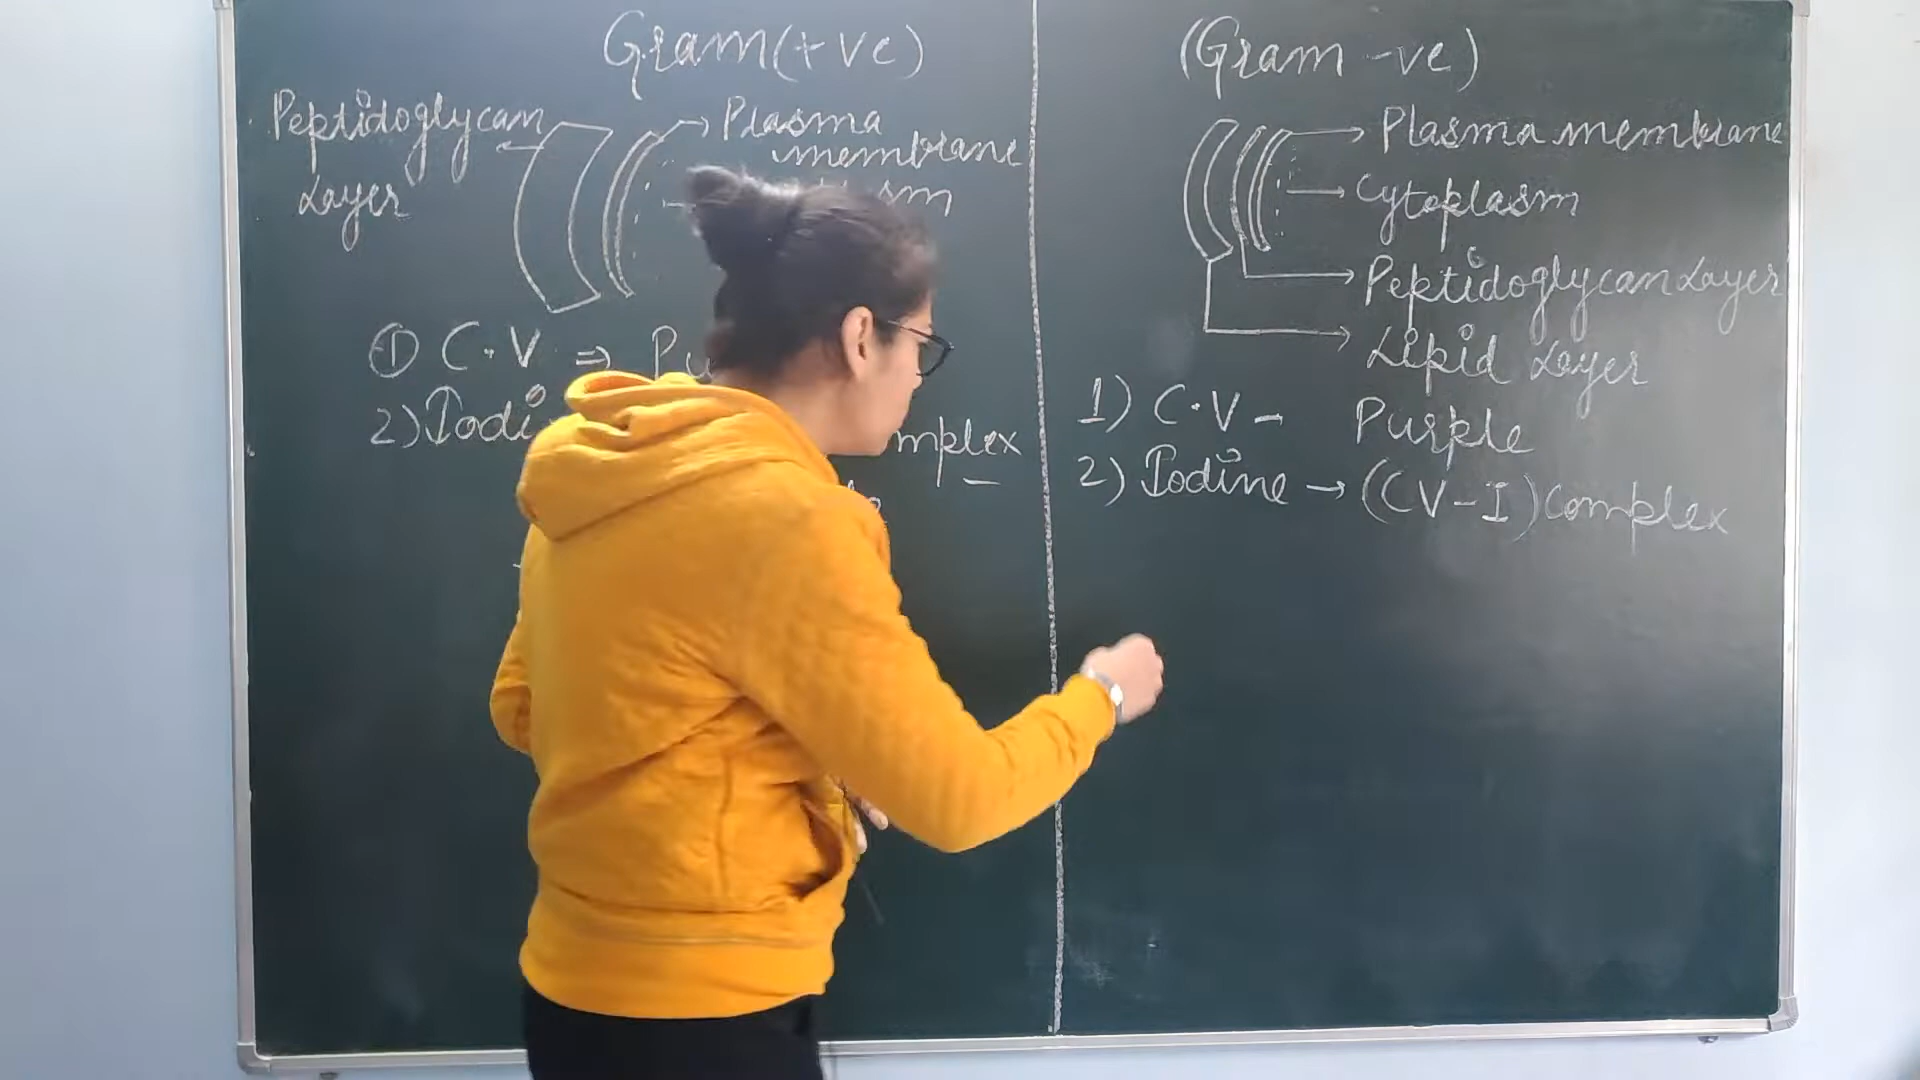 Gram(+ve)
Peptidoglycan
Layer
Plasma
membrane
① C.V ⇒
2) Iodi
mplex
(Gram -ve)
Plasma membrane
Cytoplasm
Peptidoglycan Layer
Lipid Layer
1) C.V - Purple
2) Iodine → (CV-I) Complex